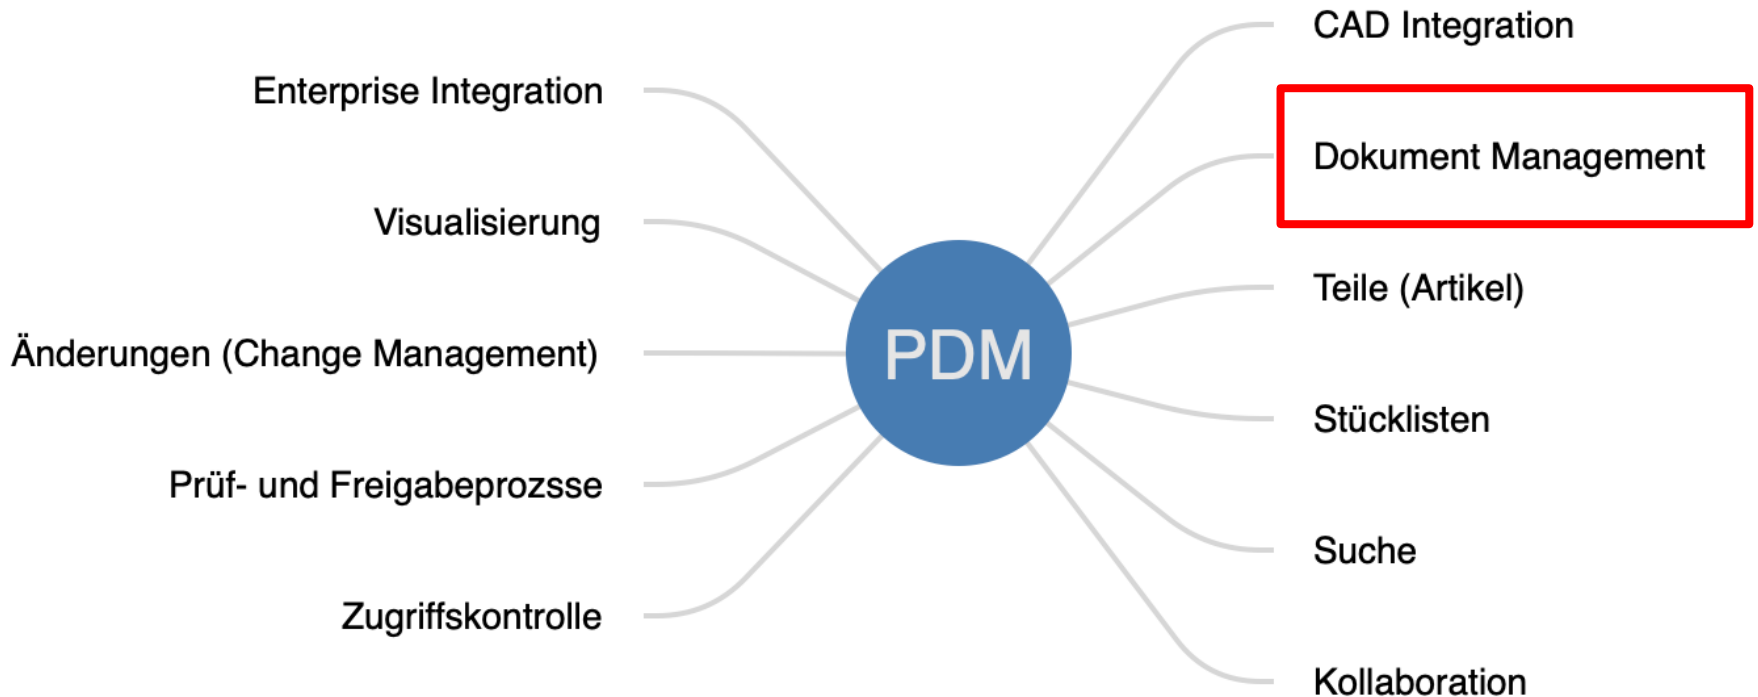 CAD Integration
Enterprise Integration
Dokument Management
Visualisierung
Teile (Artikel)
Änderungen (Change Management)
PDM
Stücklisten
Prüf- und Freigabeprozsse
Suche
Zugriffskontrolle
Kollaboration